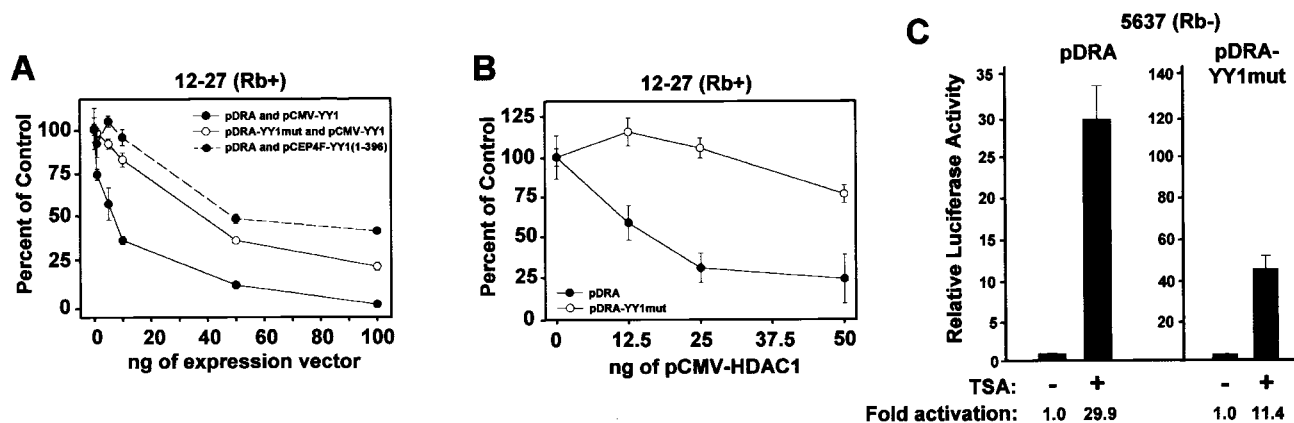 A
12-27 (Rb+)
pDRA and pCMV-YY1
pDRA-YY1mut and pCMV-YY1
pDRA and pCEP4F-YY1(1-396)
Percent of Control
100
75
50
25
0
0 20 40 60 80 100
ng of expression vector
B
12-27 (Rb+)
Percent of Control
125
100
75
50
25
0
pDRA
pDRA-YY1mut
0 12.5 25 37.5 50
ng of pCMV-HDAC1
C
5637 (Rb-)
pDRA
pDRA-
YY1mut
Relative Luciferase Activity
35
30
25
20
15
10
5
0
140
120
100
80
60
40
20
TSA: - + - +
Fold activation: 1.0 29.9 1.0 11.4